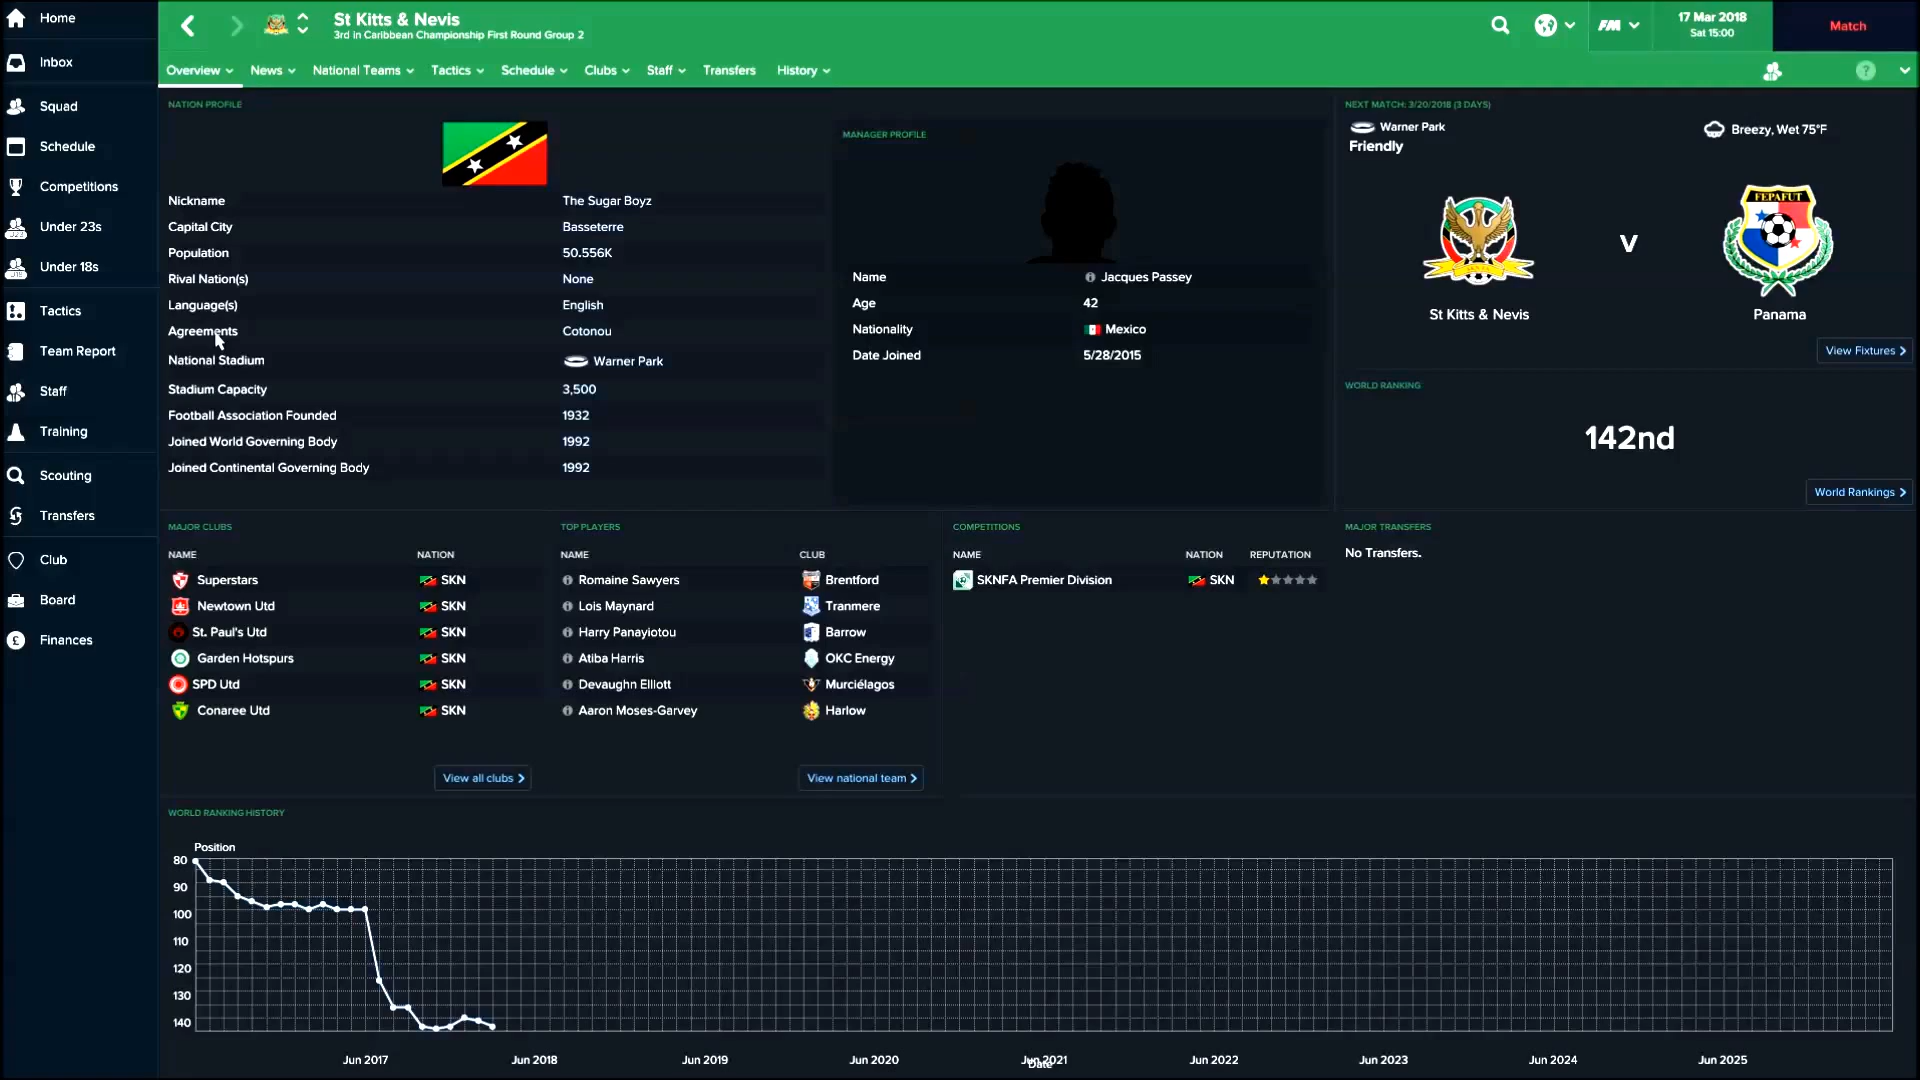 Home
Inbox
Squad
Schedule
Competitions
Under 23s
Under 18s
Tactics
Team Report
Staff
Training
Scouting
Transfers
Club
Board
Finances
St Kitts & Nevis
3rd in Caribbean Championship First Round Group 2
FM
17 Mar 2018
Sat 15:00
Match
Overview News National Teams Tactics Schedule Clubs Staff Transfers History
?
NATION PROFILE
Nickname The Sugar Boyz
Capital City Basseterre
Population 50.556K
Rival Nation(s) None
Language(s) English
Agreements Cotonou
National Stadium Warner Park
Stadium Capacity 3,500
Football Association Founded 1932
Joined World Governing Body 1992
Joined Continental Governing Body 1992
MANAGER PROFILE
Name Jacques Passey
Age 42
Nationality Mexico
Date Joined 5/28/2015
NEXT MATCH: 3/20/2018 (3 DAYS)
Warner Park Breezy, Wet 75°F
Friendly
FEPAFUT
V
St Kitts & Nevis Panama
View Fixtures
WORLD RANKING
142nd
World Rankings
MAJOR CLUBS
NAME NATION
Superstars SKN
Newtown Utd SKN
St. Paul's Utd SKN
Garden Hotspurs SKN
SPD Utd SKN
Conaree Utd SKN
View all clubs
TOP PLAYERS
NAME CLUB
Romaine Sawyers Brentford
Lois Maynard Tranmere
Harry Panayiotou Barrow
Atiba Harris OKC Energy
Devaughn Elliott Murciélagos
Aaron Moses-Garvey Harlow
View national team
COMPETITIONS
NAME NATION REPUTATION
SKNFA Premier Division SKN
MAJOR TRANSFERS
No Transfers.
WORLD RANKING HISTORY
Position
80
90
100
110
120
130
140
Jun 2017 Jun 2018 Jun 2019 Jun 2020 Jun 2021 Jun 2022 Jun 2023 Jun 2024 Jun 2025
Date